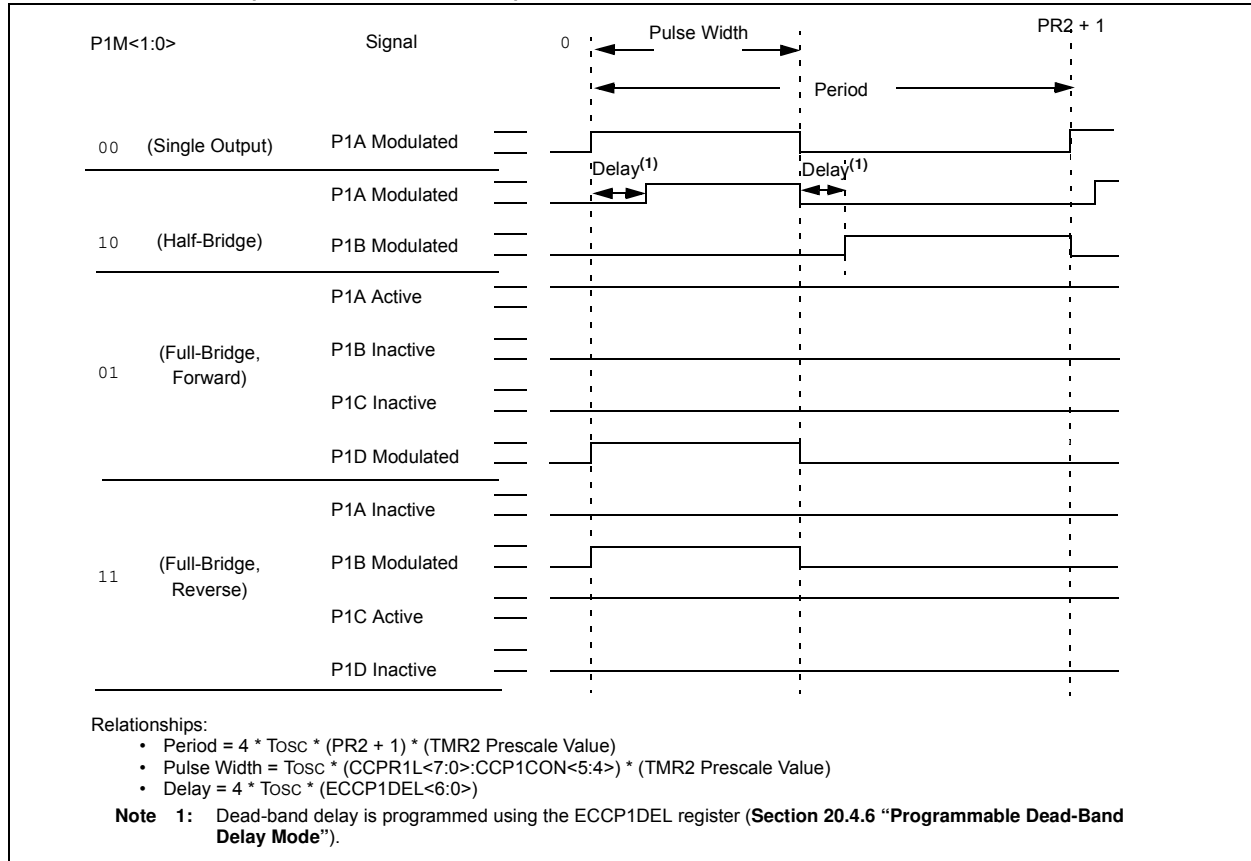 P1M<1:0> Signal 0 Pulse Width PR2 + 1
Period
00 (Single Output) P1A Modulated
Delay(1) Delay(1)
P1A Modulated
10 (Half-Bridge) P1B Modulated
P1A Active
(Full-Bridge, Forward) P1B Inactive
01
P1C Inactive
P1D Modulated
P1A Inactive
11 (Full-Bridge, Reverse) P1B Modulated
P1C Active
P1D Inactive
Relationships:
• Period = 4 * TOSC * (PR2 + 1) * (TMR2 Prescale Value)
• Pulse Width = TOSC * (CCPR1L<7:0>:CCP1CON<5:4>) * (TMR2 Prescale Value)
• Delay = 4 * TOSC * (ECCP1DEL<6:0>)
Note 1: Dead-band delay is programmed using the ECCP1DEL register (Section 20.4.6 “Programmable Dead-Band
Delay Mode”).